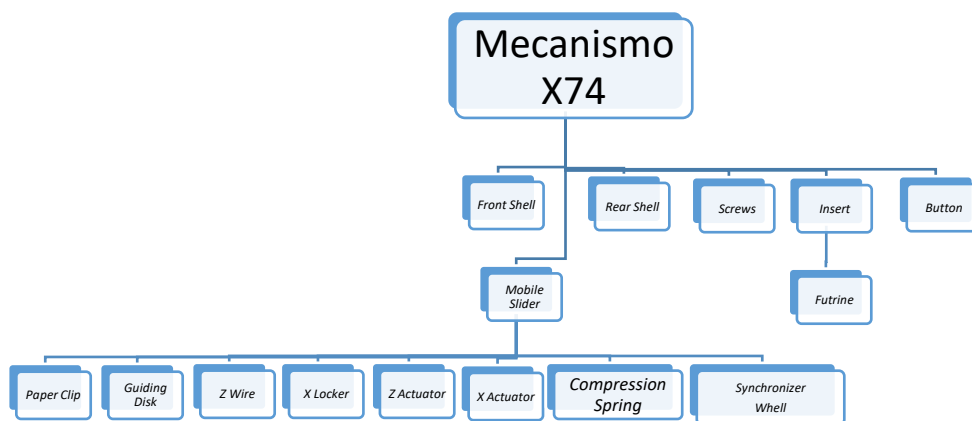 Mecanismo
X74
Front Shell
Rear Shell
Screws
Insert
Button
Mobile
Slider
Futrine
Paper Clip
Guiding
Disk
Z Wire
X Locker
Z Actuator
X Actuator
Compression
Spring
Synchronizer
Whell